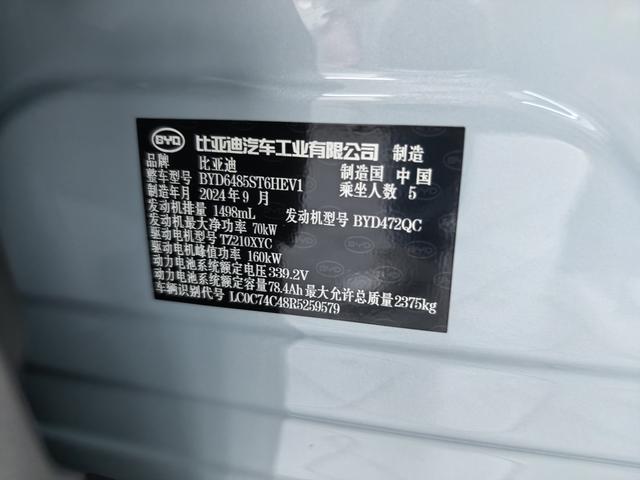 BYD 比亚迪汽车工业有限公司 制造
品牌 比亚迪 制造国 中国
整车型号 BYD6485ST6HEV1 乘坐人数 5
制造年月 2024年9月
发动机排量 1498mL 发动机型号 BYD472QC
发动机最大净功率 70kW
驱动电机型号 TZ210XYC
驱动电机峰值功率 160kW
动力电池系统额定电压 339.2V
动力电池系统额定容量 78.4Ah 最大允许总质量 2375kg
车辆识别代号 LC0C74C48R5259579